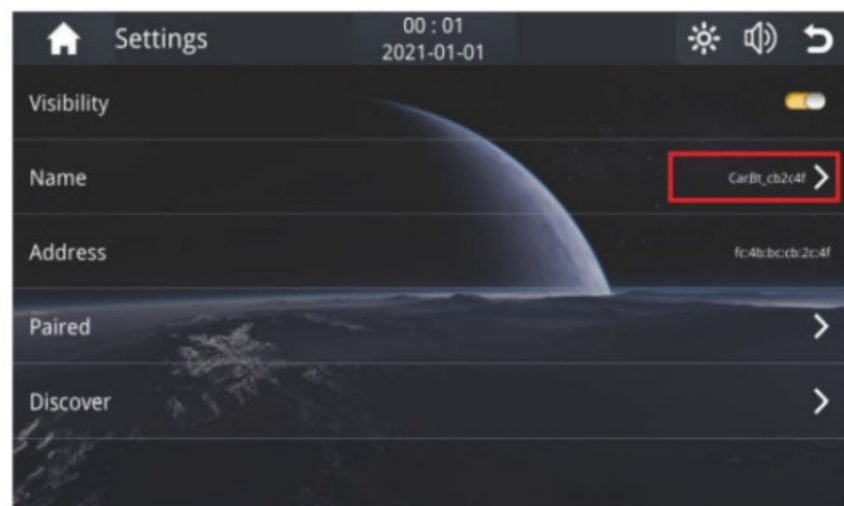 Settings
00 : 01
2021-01-01
Visibility
Name
CarBt_cb2c4f
Address
fc:4b:bc:cb:2c:4f
Paired
Discover